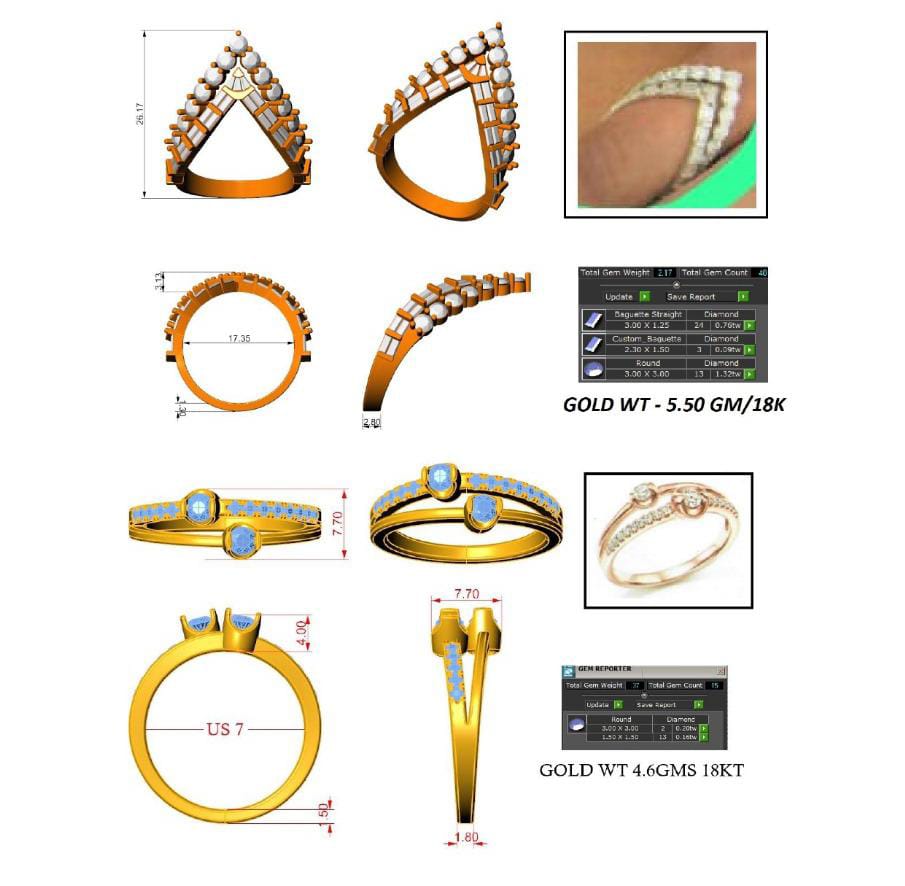 26.17
Total Gem Weight 2.17 Total Gem Count 40
Update Save Report
Baguette Straight Diamond
3.00 X 1.25 24 0.76tw
Custom_Baguette Diamond
2.30 X 1.50 3 0.09tw
Round Diamond
3.00 X 3.00 13 1.32tw
3.13
17.35
1.30
2.80
GOLD WT - 5.50 GM/18K
7.70
7.70
4.00
US 7
1.50
1.80
GEM REPORTER
Total Gem Weight .37 Total Gem Count 15
Update Save Report
Round Diamond
3.00 X 3.00 2 0.20tw
1.50 X 1.50 13 0.16tw
GOLD WT 4.6GMS 18KT